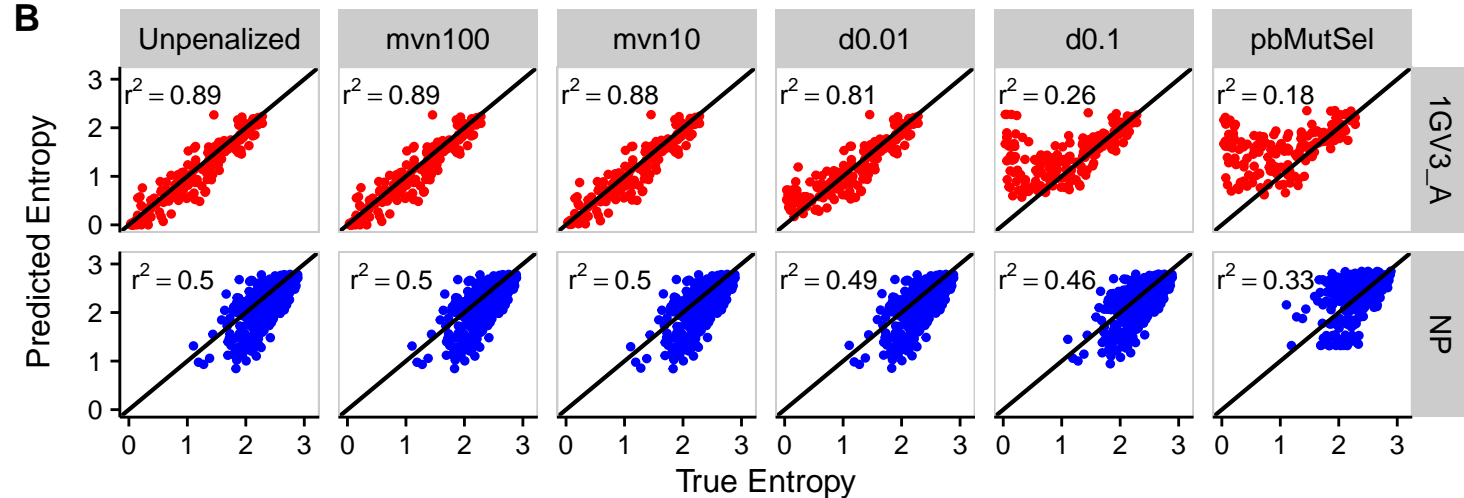 B
Unpenalized mvn100 mvn10 d0.01 d0.1 pbMutSel
3 r² = 0.89 r² = 0.89 r² = 0.88 r² = 0.81 r² = 0.26 r² = 0.18
2
1
0
1GV3_A
3 r² = 0.5 r² = 0.5 r² = 0.5 r² = 0.49 r² = 0.46 r² = 0.33
2
1
0
NP
Predicted Entropy
0 1 2 3 0 1 2 3 0 1 2 3 0 1 2 3 0 1 2 3 0 1 2 3
True Entropy